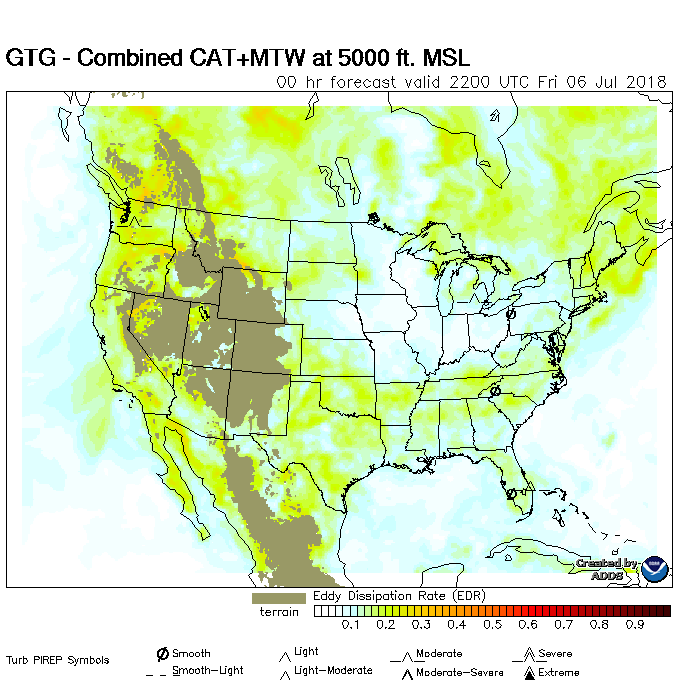 GTG - Combined CAT+MTW at 5000 ft. MSL
00 hr forecast valid 2200 UTC Fri 06 Jul 2018
Created by
ADDS
Eddy Dissipation Rate (EDR)
terrain
0.1 0.2 0.3 0.4 0.5 0.6 0.7 0.8 0.9
Turb PIREP Symbols
Smooth Light Moderate Severe
Smooth-Light Light-Moderate Moderate-Severe Extreme